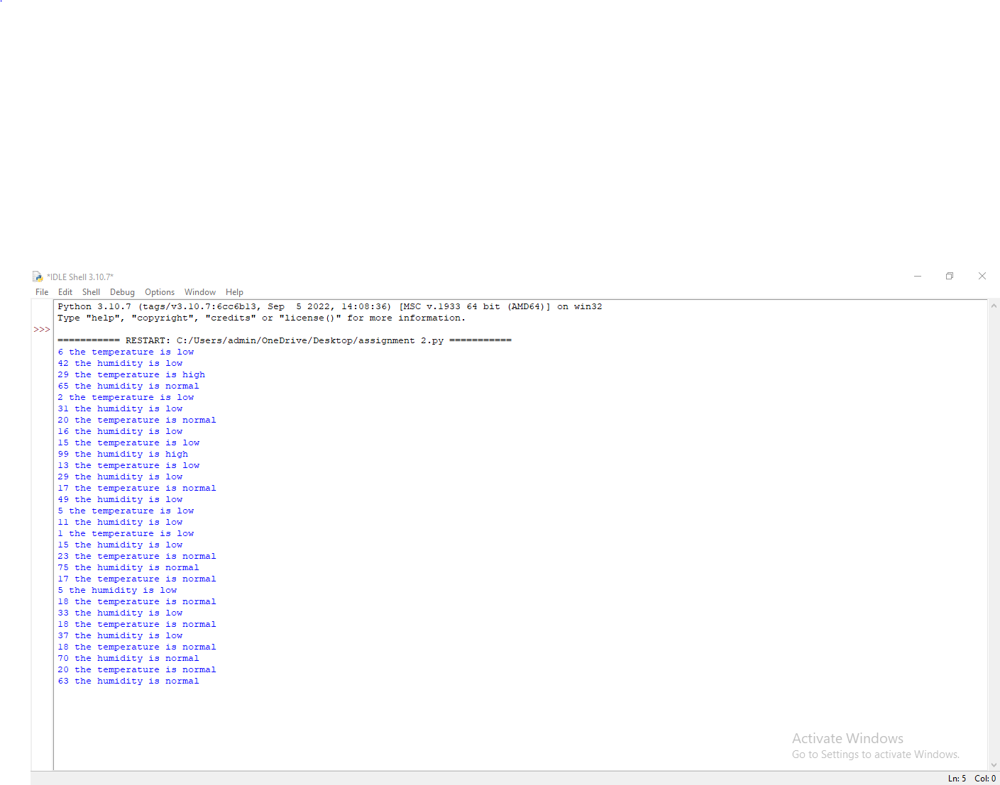 *IDLE Shell 3.10.7*
File Edit Shell Debug Options Window Help
Python 3.10.7 (tags/v3.10.7:6cc6b13, Sep  5 2022, 14:08:36) [MSC v.1933 64 bit (AMD64)] on win32
Type "help", "copyright", "credits" or "license()" for more information.
>>>
=========== RESTART: C:/Users/admin/OneDrive/Desktop/assignment 2.py ===========
6 the temperature is low
42 the humidity is low
29 the temperature is high
65 the humidity is normal
2 the temperature is low
31 the humidity is low
20 the temperature is normal
16 the humidity is low
15 the temperature is low
99 the humidity is high
13 the temperature is low
29 the humidity is low
17 the temperature is normal
49 the humidity is low
5 the temperature is low
11 the humidity is low
1 the temperature is low
15 the humidity is low
23 the temperature is normal
75 the humidity is normal
17 the temperature is normal
5 the humidity is low
18 the temperature is normal
33 the humidity is low
18 the temperature is normal
37 the humidity is low
18 the temperature is normal
70 the humidity is normal
20 the temperature is normal
63 the humidity is normal
Activate Windows
Go to Settings to activate Windows.
Ln: 5 Col: 0